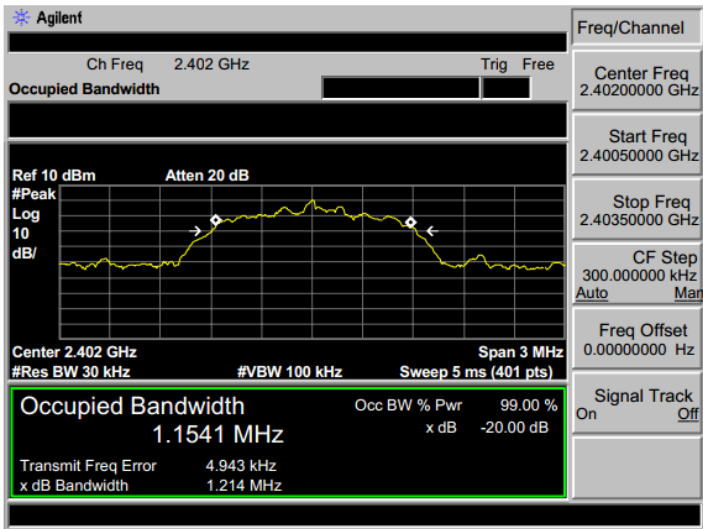 Agilent
Freq/Channel
Ch Freq 2.402 GHz Trig Free
Occupied Bandwidth
Center Freq
2.40200000 GHz
Start Freq
2.40050000 GHz
Stop Freq
2.40350000 GHz
CF Step
300.000000 kHz
Auto Man
Freq Offset
0.00000000 Hz
Signal Track
On Off
Ref 10 dBm Atten 20 dB
#Peak
Log
10
dB/
Center 2.402 GHz Span 3 MHz
#Res BW 30 kHz #VBW 100 kHz Sweep 5 ms (401 pts)
Occupied Bandwidth Occ BW % Pwr 99.00 %
1.1541 MHz x dB -20.00 dB
Transmit Freq Error 4.943 kHz
x dB Bandwidth 1.214 MHz